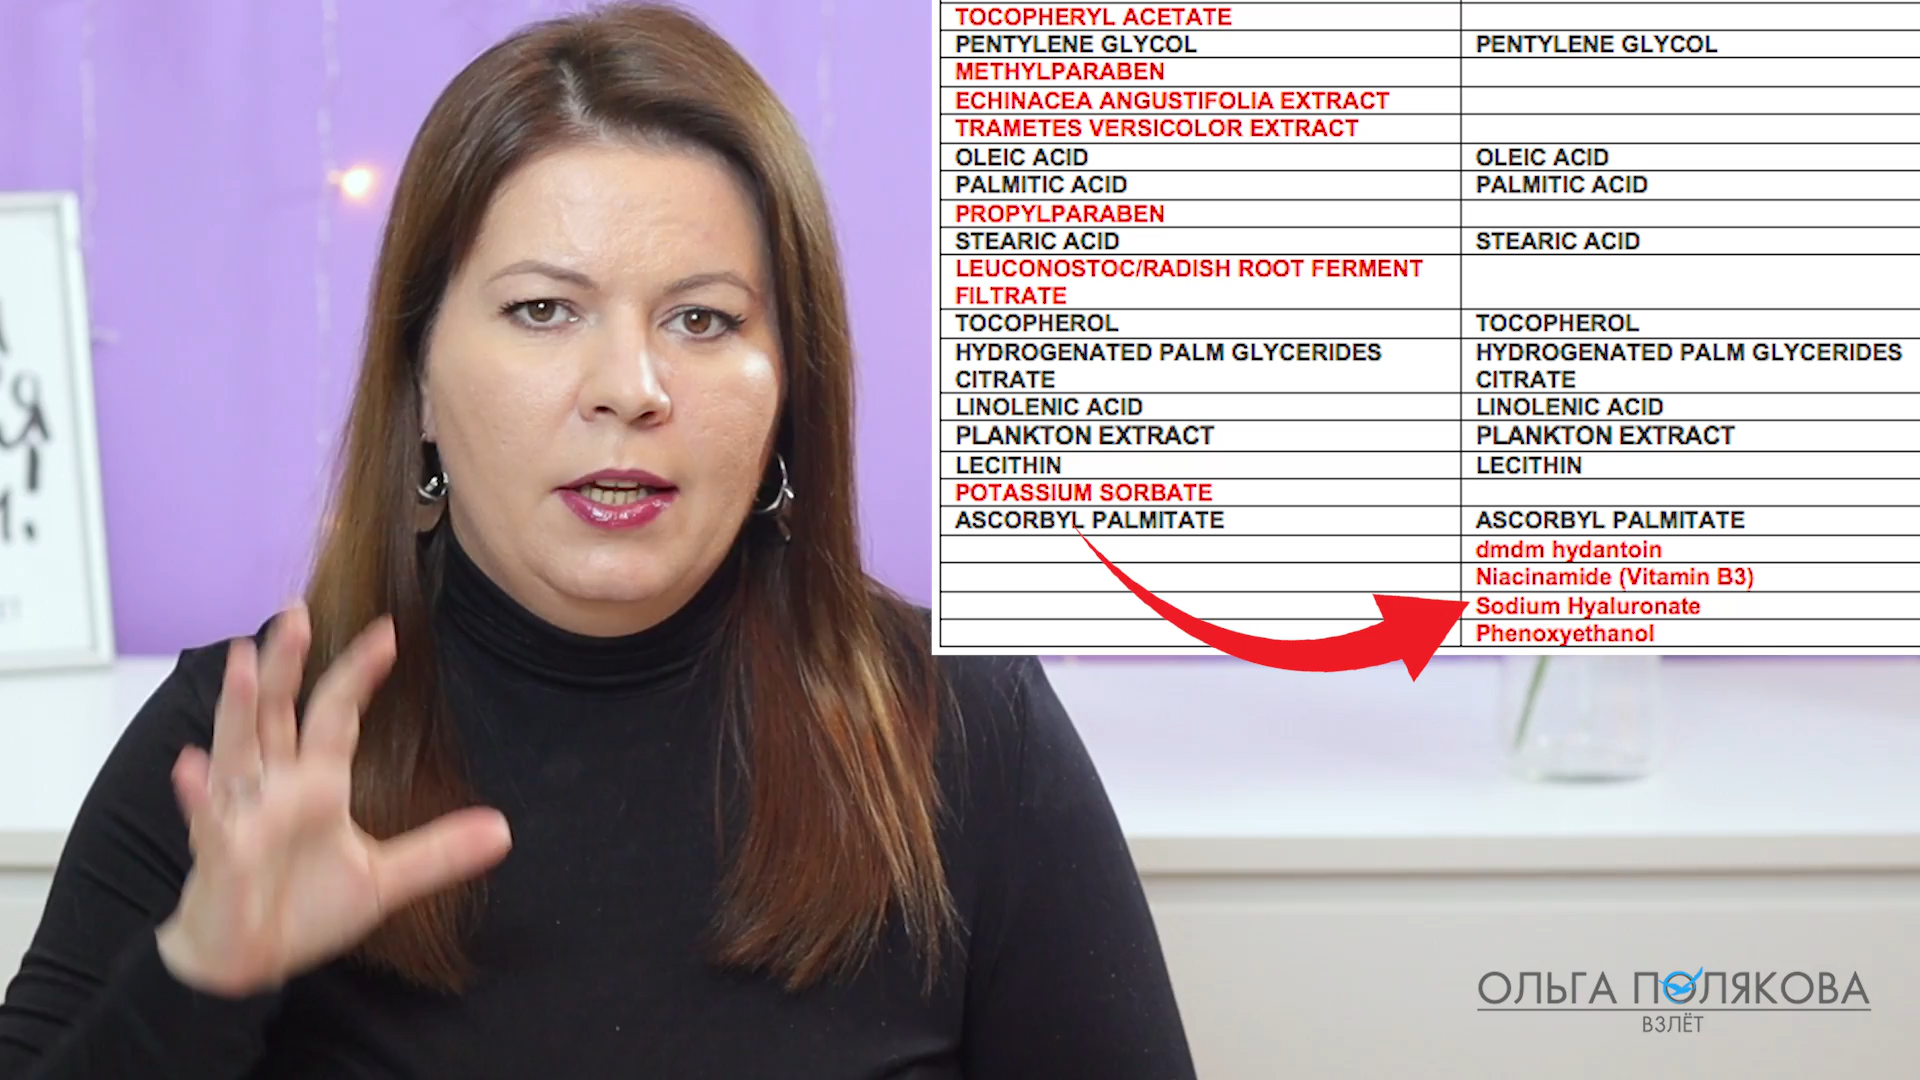 TOCOPHERYL ACETATE
PENTYLENE GLYCOL PENTYLENE GLYCOL
METHYLPARABEN
ECHINACEA ANGUSTIFOLIA EXTRACT
TRAMETES VERSICOLOR EXTRACT
OLEIC ACID OLEIC ACID
PALMITIC ACID PALMITIC ACID
PROPYLPARABEN
STEARIC ACID STEARIC ACID
LEUCONOSTOC/RADISH ROOT FERMENT
FILTRATE
TOCOPHEROL TOCOPHEROL
HYDROGENATED PALM GLYCERIDES HYDROGENATED PALM GLYCERIDES
CITRATE CITRATE
LINOLENIC ACID LINOLENIC ACID
PLANKTON EXTRACT PLANKTON EXTRACT
LECITHIN LECITHIN
POTASSIUM SORBATE
ASCORBYL PALMITATE ASCORBYL PALMITATE
dmdm hydantoin
Niacinamide (Vitamin B3)
Sodium Hyaluronate
Phenoxyethanol
ОЛЬГА ПОЛЯКОВА
ВЗЛЁТ